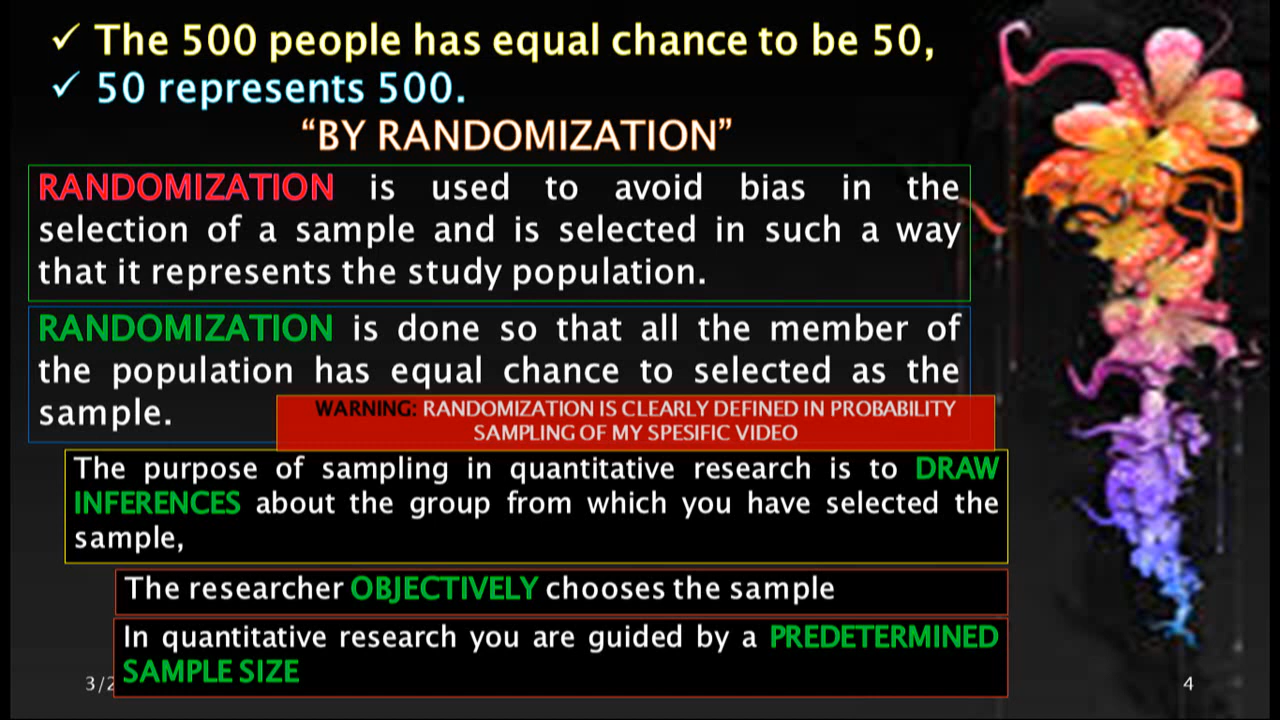 ✓ The 500 people has equal chance to be 50,
✓ 50 represents 500.
“BY RANDOMIZATION”
RANDOMIZATION is used to avoid bias in the
selection of a sample and is selected in such a way
that it represents the study population.
RANDOMIZATION is done so that all the member of
the population has equal chance to selected as the
sample.
WARNING: RANDOMIZATION IS CLEARLY DEFINED IN PROBABILITY
SAMPLING OF MY SPESIFIC VIDEO
The purpose of sampling in quantitative research is to DRAW
INFERENCES about the group from which you have selected the
sample,
The researcher OBJECTIVELY chooses the sample
In quantitative research you are guided by a PREDETERMINED
SAMPLE SIZE
3/2
4